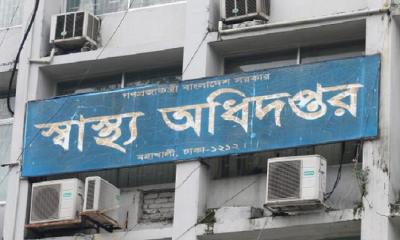 গণপ্রজাতন্ত্রী বাংলাদেশ সরকার
স্বাস্থ্য অধিদপ্তর
মহাখালী, ঢাকা-১২১২